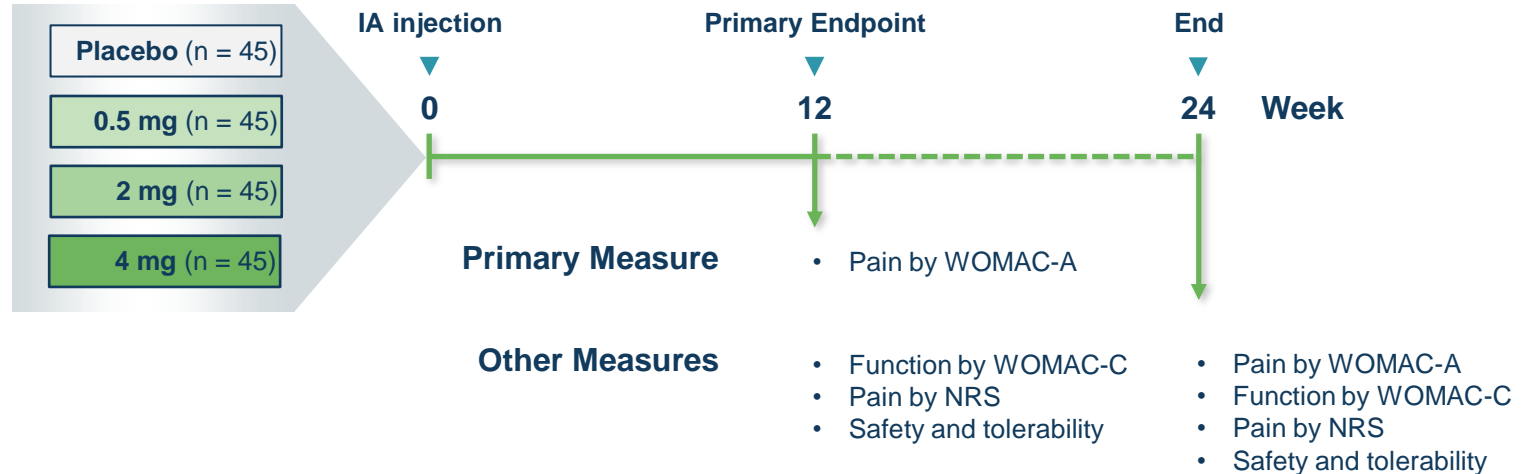 Placebo (n = 45)
0.5 mg (n = 45)
2 mg (n = 45)
4 mg (n = 45)
IA injection
Primary Endpoint
End
0
12
24
Week
Primary Measure
• Pain by WOMAC-A
Other Measures
• Function by WOMAC-C
• Pain by NRS
• Safety and tolerability
• Pain by WOMAC-A
• Function by WOMAC-C
• Pain by NRS
• Safety and tolerability